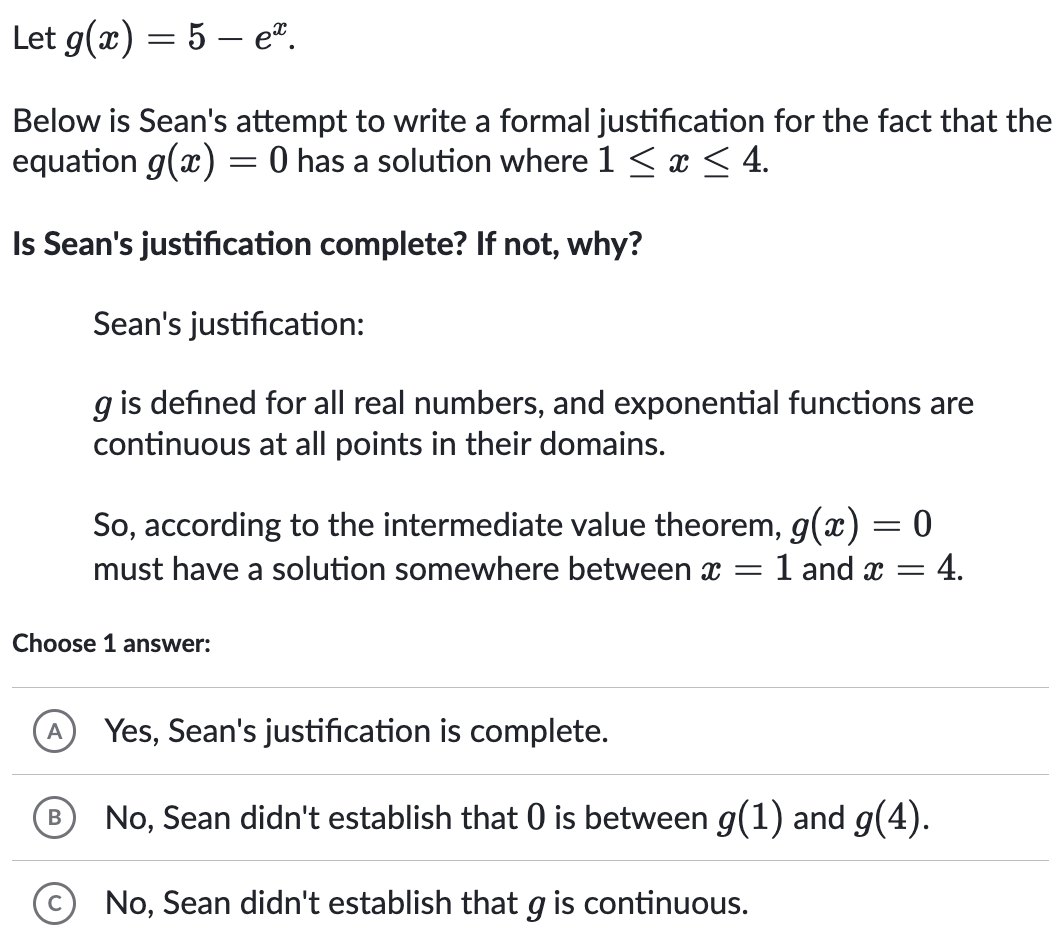 Let g(x) = 5 − eˣ.
Below is Sean's attempt to write a formal justification for the fact that the
equation g(x) = 0 has a solution where 1 ≤ x ≤ 4.
Is Sean's justification complete? If not, why?
Sean's justification:
g is defined for all real numbers, and exponential functions are
continuous at all points in their domains.
So, according to the intermediate value theorem, g(x) = 0
must have a solution somewhere between x = 1 and x = 4.
Choose 1 answer:
A Yes, Sean's justification is complete.
B No, Sean didn't establish that 0 is between g(1) and g(4).
C No, Sean didn't establish that g is continuous.